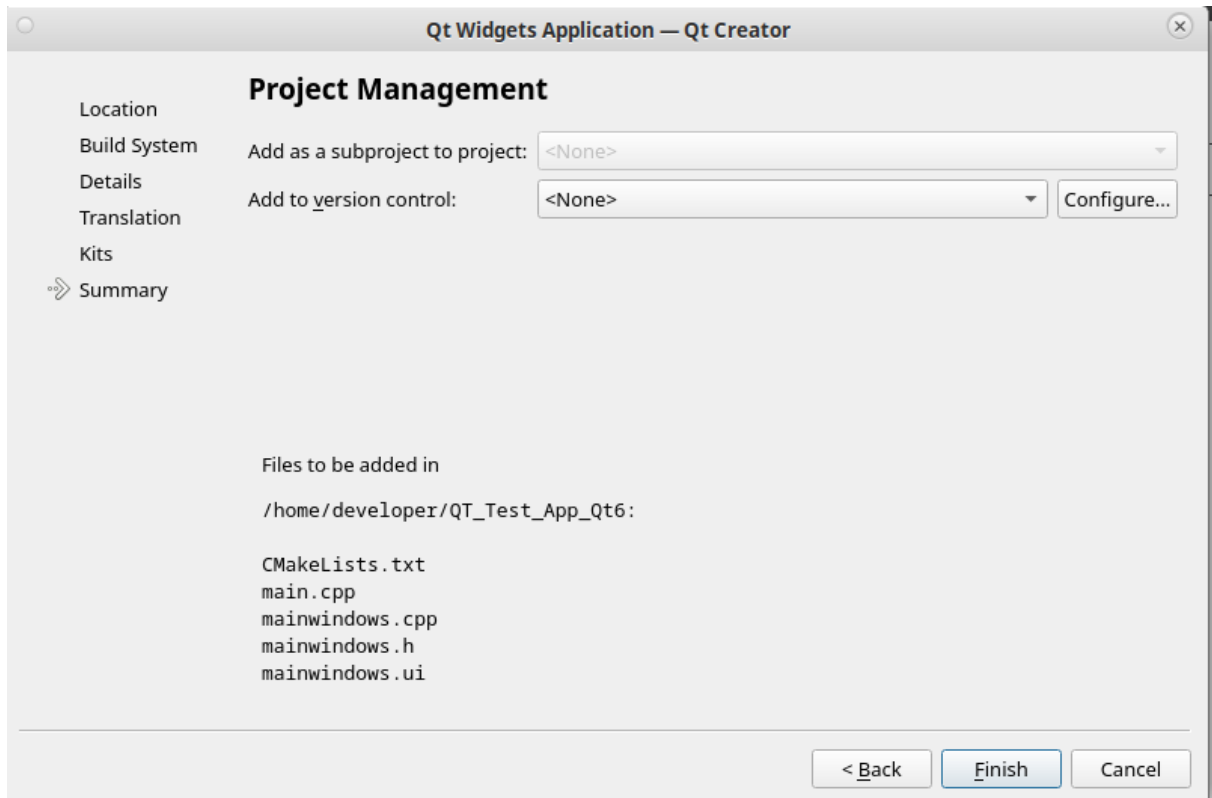 Qt Widgets Application — Qt Creator
Location
Build System
Details
Translation
Kits
Summary
Project Management
Add as a subproject to project: <None>
Add to version control: <None> Configure...
Files to be added in
/home/developer/QT_Test_App_Qt6:
CMakeLists.txt
main.cpp
mainwindows.cpp
mainwindows.h
mainwindows.ui
< Back Finish Cancel